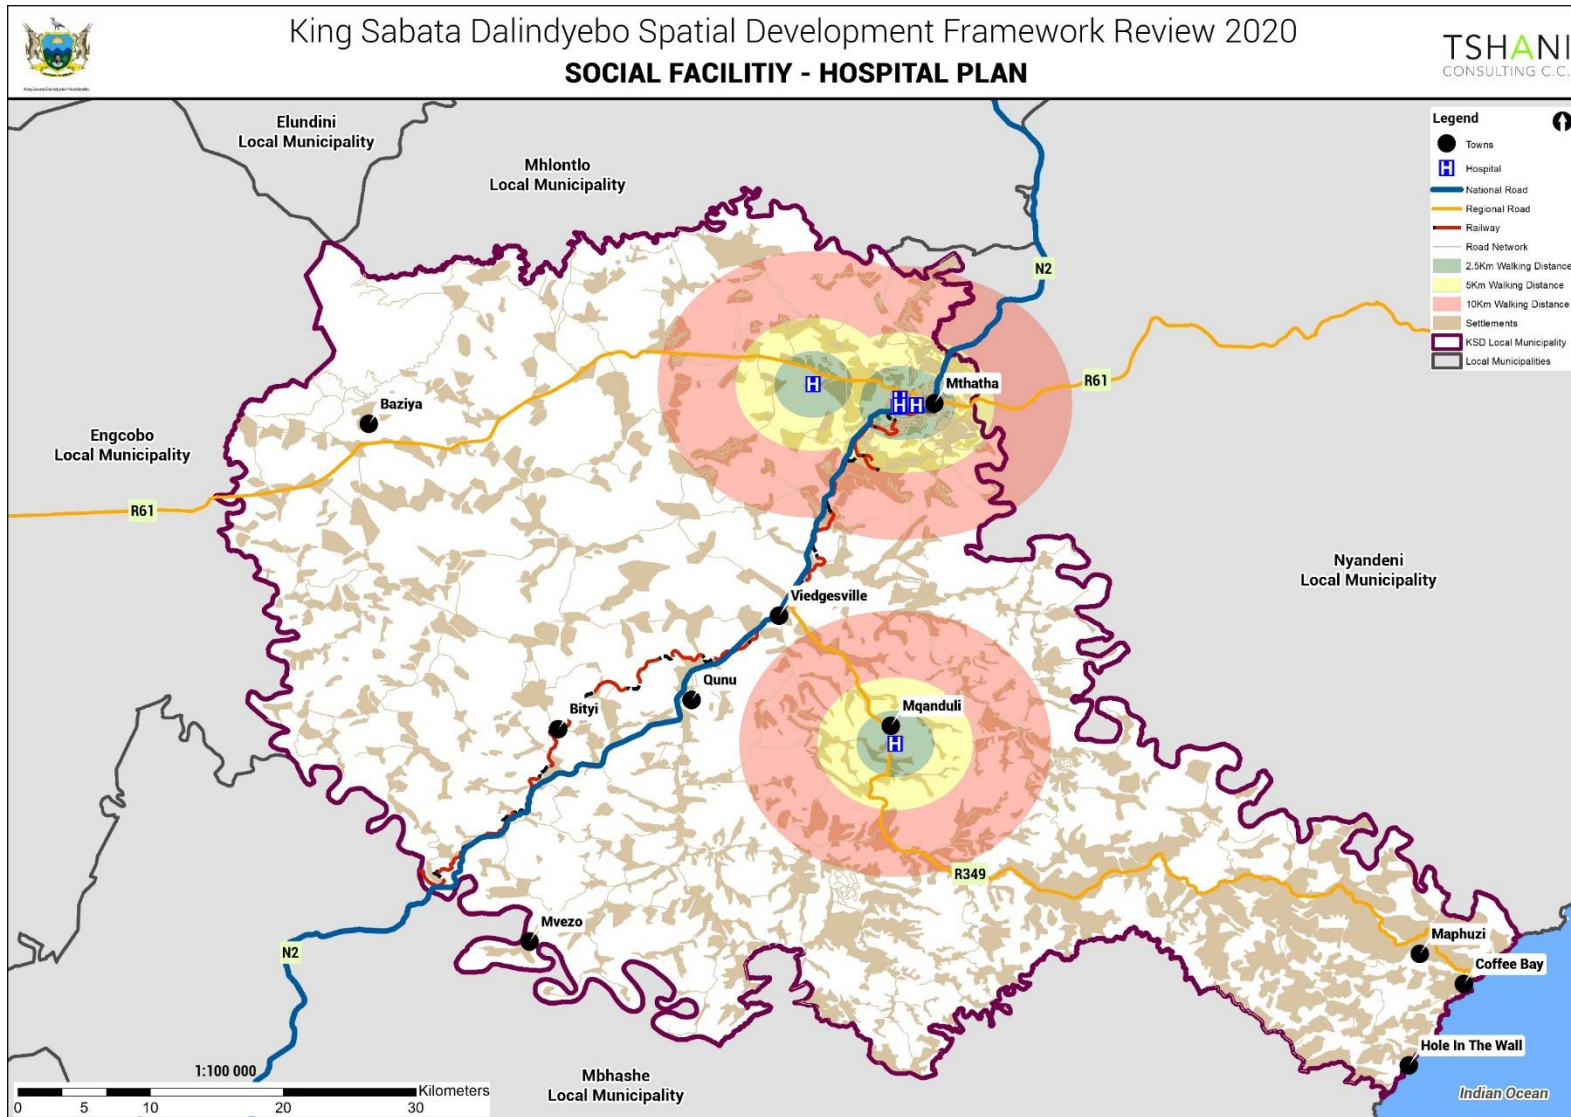 King Sabata Dalindyebo Spatial Development Framework Review 2020
SOCIAL FACILITIY - HOSPITAL PLAN
King Sabata Dalindyebo Municipality
TSHANI
CONSULTING C.C.
Elundini
Local Municipality
Mhlontlo
Local Municipality
Legend
Towns
H
Hospital
National Road
Regional Road
Railway
Road Network
2.5Km Walking Distance
5Km Walking Distance
10Km Walking Distance
Settlements
KSD Local Municipality
Local Municipalities
N2
R61
Mthatha
H
H
H
H
Baziya
Engcobo
Local Municipality
R61
Nyandeni
Local Municipality
Viedgesville
Qunu
Bityi
Mqanduli
H
R349
Mvezo
N2
Maphuzi
Coffee Bay
Hole In The Wall
Mbhashe
Local Municipality
Indian Ocean
1:100 000
Kilometers
0 5 10 20 30